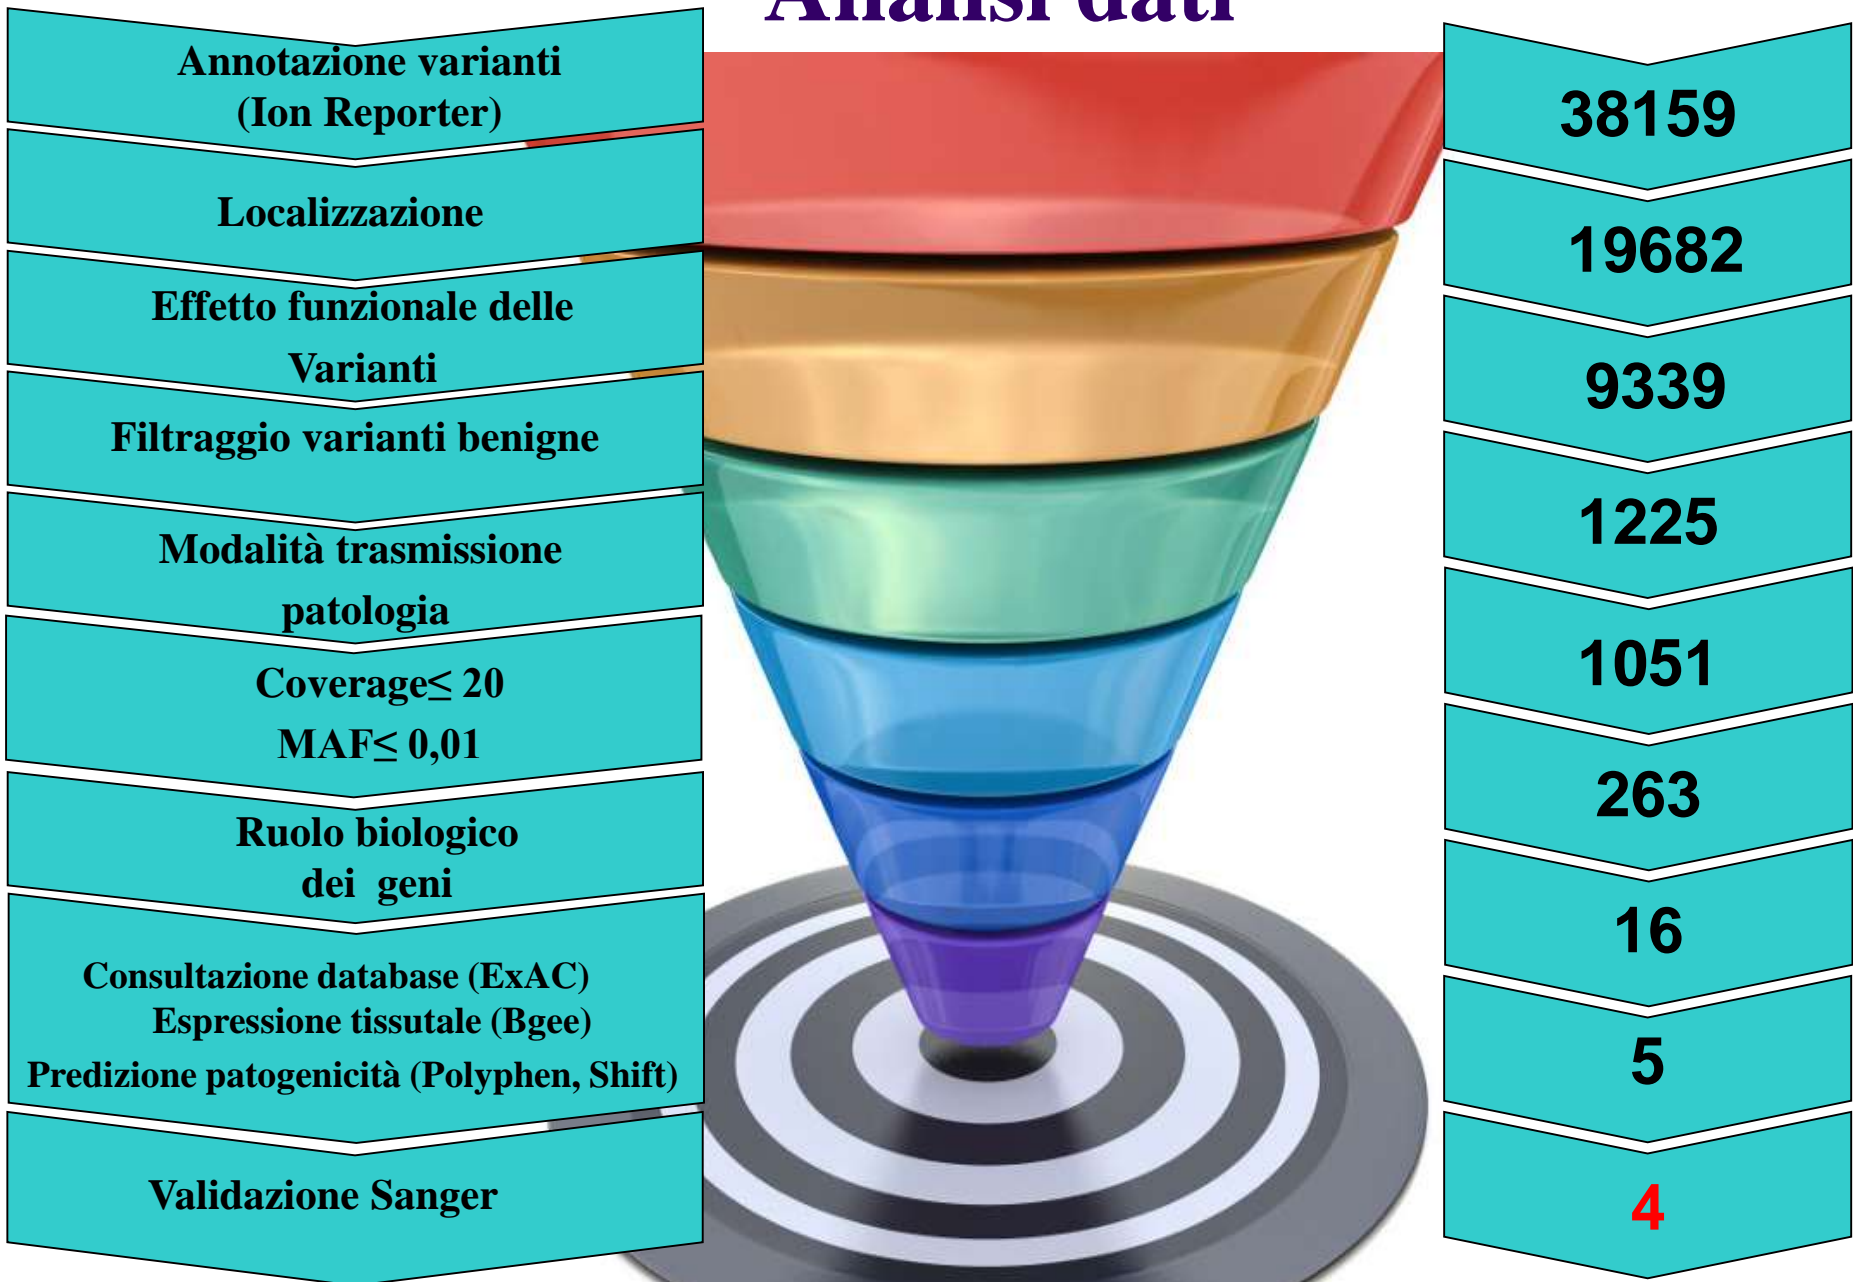 Analisi dati
Annotazione varianti
(Ion Reporter)
38159
Localizzazione
19682
Effetto funzionale delle
Varianti
9339
Filtraggio varianti benigne
1225
Modalità trasmissione
patologia
1051
Coverage≤ 20
MAF≤ 0,01
263
Ruolo biologico
dei geni
16
Consultazione database (ExAC)
Espressione tissutale (Bgee)
Predizione patogenicità (Polyphen, Shift)
5
Validazione Sanger
4